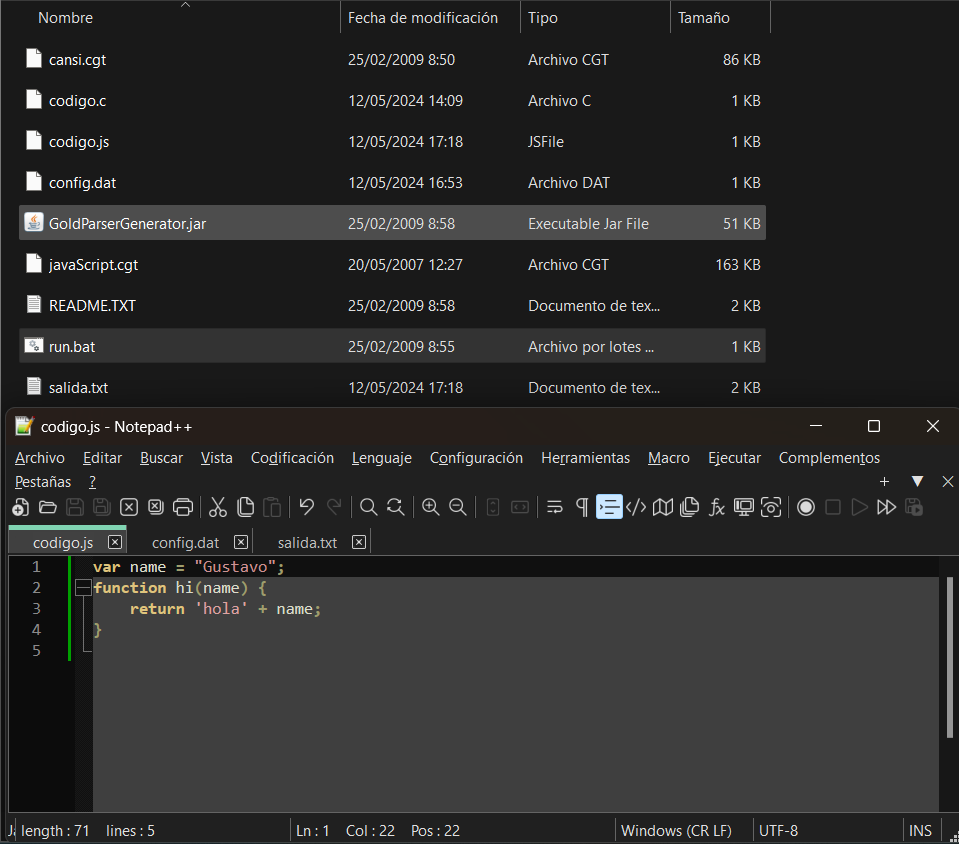 Nombre Fecha de modificación Tipo Tamaño
cansi.cgt 25/02/2009 8:50 Archivo CGT 86 KB
codigo.c 12/05/2024 14:09 Archivo C 1 KB
codigo.js 12/05/2024 17:18 JSFile 1 KB
config.dat 12/05/2024 16:53 Archivo DAT 1 KB
GoldParserGenerator.jar 25/02/2009 8:58 Executable Jar File 51 KB
javaScript.cgt 20/05/2007 12:27 Archivo CGT 163 KB
README.TXT 25/02/2009 8:58 Documento de tex... 2 KB
run.bat 25/02/2009 8:55 Archivo por lotes ... 1 KB
salida.txt 12/05/2024 17:18 Documento de tex... 2 KB
codigo.js - Notepad++
Archivo Editar Buscar Vista Codificación Lenguaje Configuración Herramientas Macro Ejecutar Complementos
Pestañas ?
codigo.js config.dat salida.txt
1 var name = "Gustavo";
2 function hi(name) {
3 return 'hola' + name;
4 }
5
length : 71 lines : 5 Ln : 1 Col : 22 Pos : 22 Windows (CR LF) UTF-8 INS